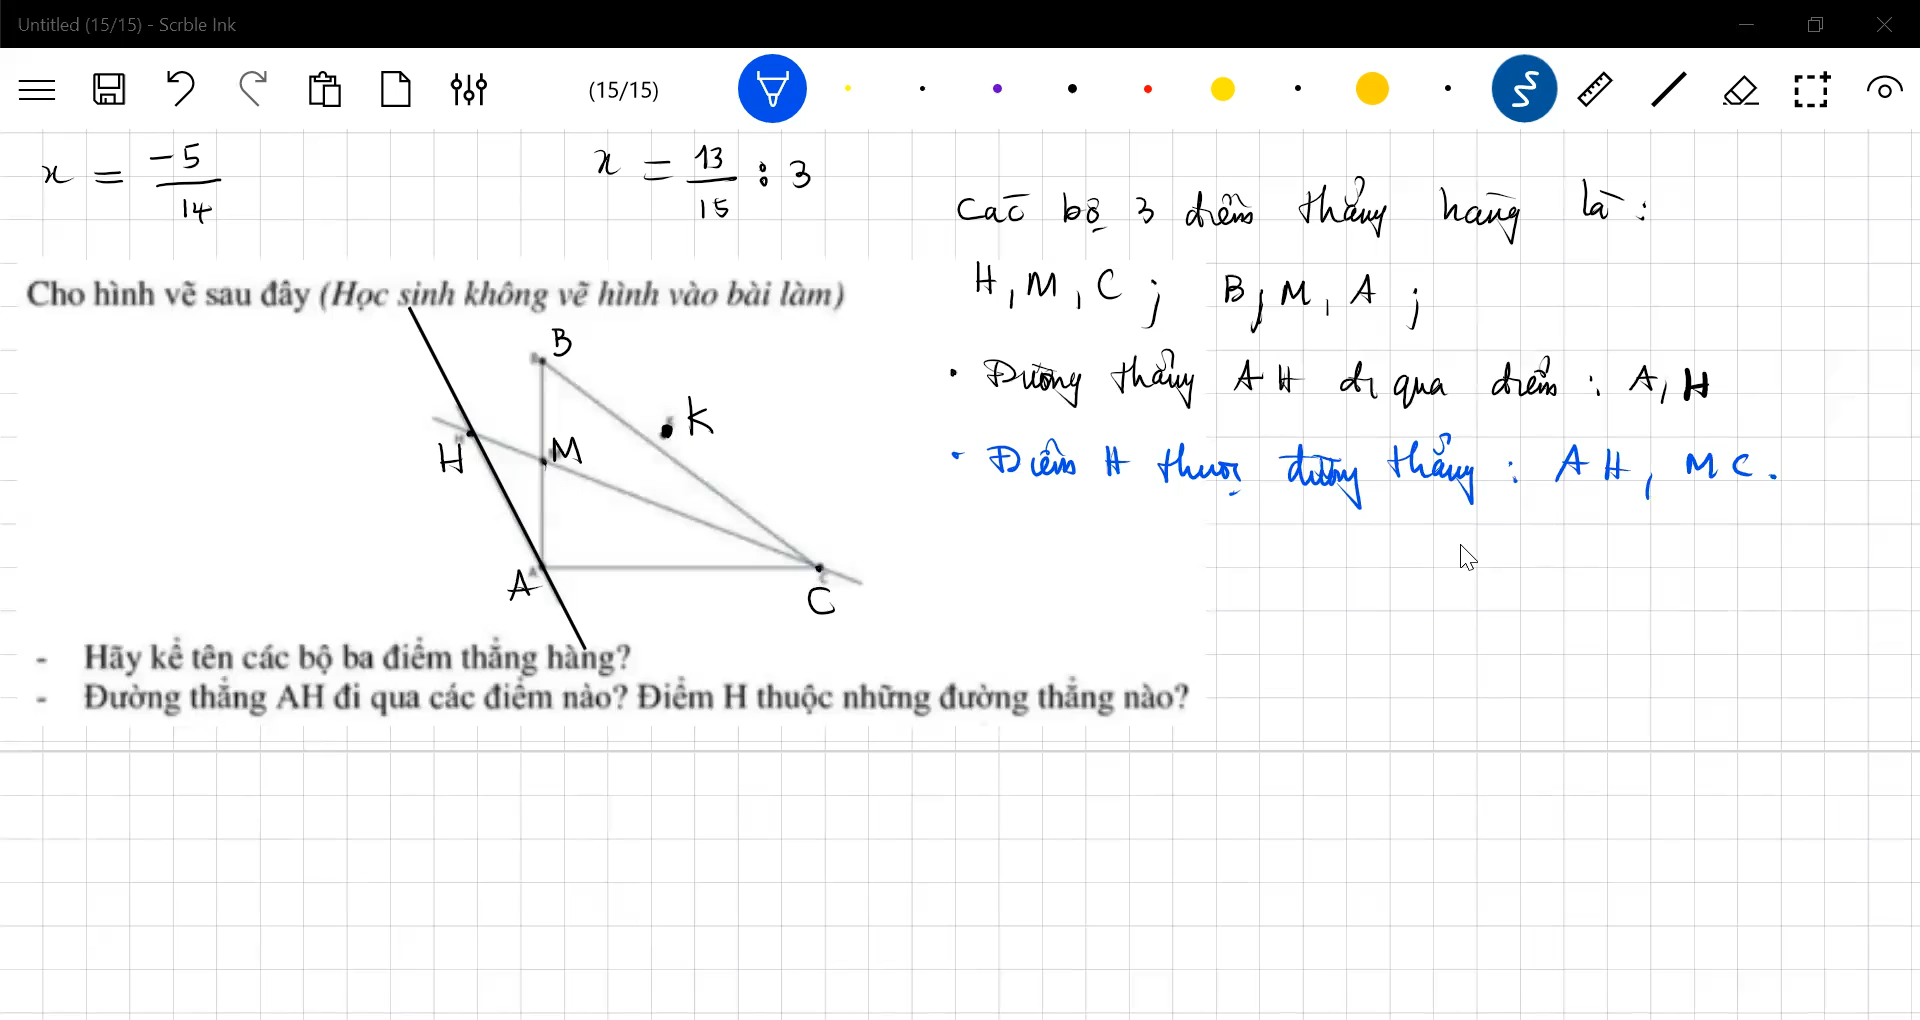 Untitled (15/15) - Scrble Ink
(15/15)
x = -5/14
x = 13/15 : 3
Các bộ 3 điểm thẳng hàng là :
H, M, C ; B, M, A ;
• Đường thẳng AH đi qua điểm : A, H
• Điểm H thuộc đường thẳng : AH, MC.
Cho hình vẽ sau đây (Học sinh không vẽ hình vào bài làm)
B
K
H
M
A
C
- Hãy kể tên các bộ ba điểm thẳng hàng?
- Đường thẳng AH đi qua các điểm nào? Điểm H thuộc những đường thẳng nào?